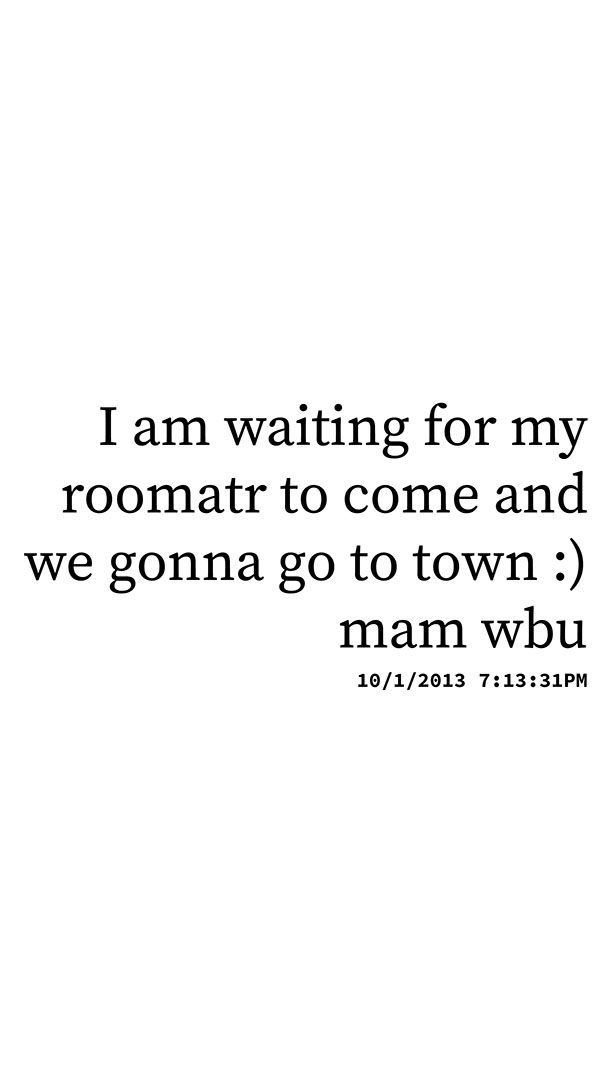 I am waiting for my
roomatr to come and
we gonna go to town :)
mam wbu
10/1/2013 7:13:31PM